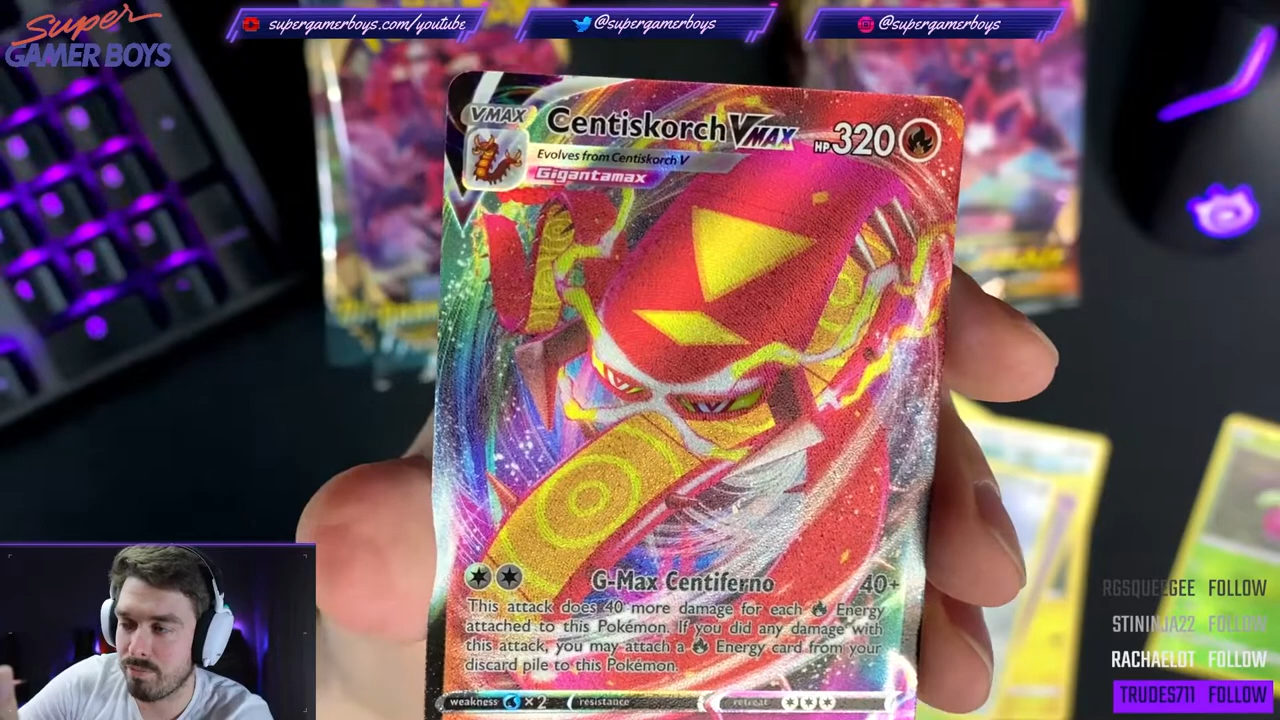 Super
GAMER BOYS
supergamerboys.com/youtube
@supergamerboys
@supergamerboys
VMAX
Centiskorch VMAX
HP 320
Evolves from Centiskorch V
Gigantamax
G-Max Centiferno 40+
This attack does 40 more damage for each Energy
attached to this Pokémon. If you did any damage with
this attack, you may attach a Energy card from your
discard pile to this Pokémon.
weakness ×2 resistance retreat
RGSQUEEGEE FOLLOW
STININJA22 FOLLOW
RACHAELOT FOLLOW
TRUDES711 FOLLOW